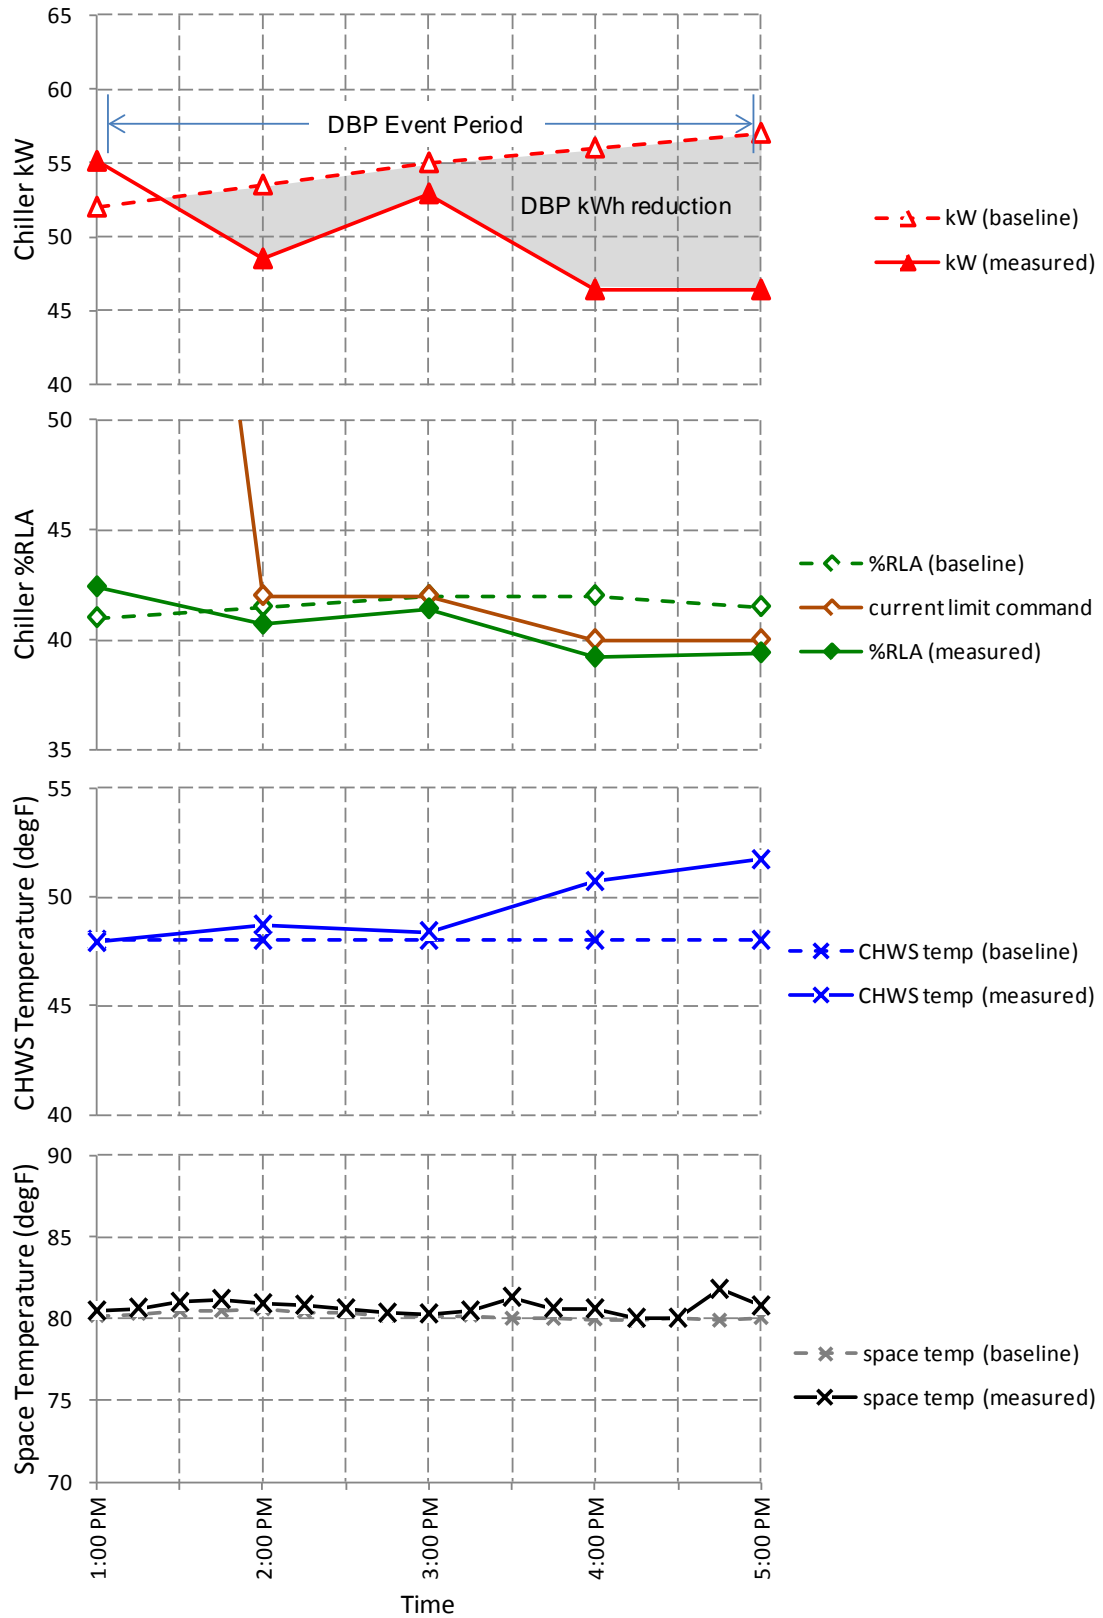 65
60
55
50
45
40
Chiller kW
DBP Event Period
DBP kWh reduction
kW (baseline)
kW (measured)
50
45
40
35
Chiller %RLA
%RLA (baseline)
current limit command
%RLA (measured)
55
50
45
40
CHWS Temperature (degF)
CHWS temp (baseline)
CHWS temp (measured)
90
85
80
75
70
Space Temperature (degF)
space temp (baseline)
space temp (measured)
1:00 PM
2:00 PM
3:00 PM
4:00 PM
5:00 PM
Time